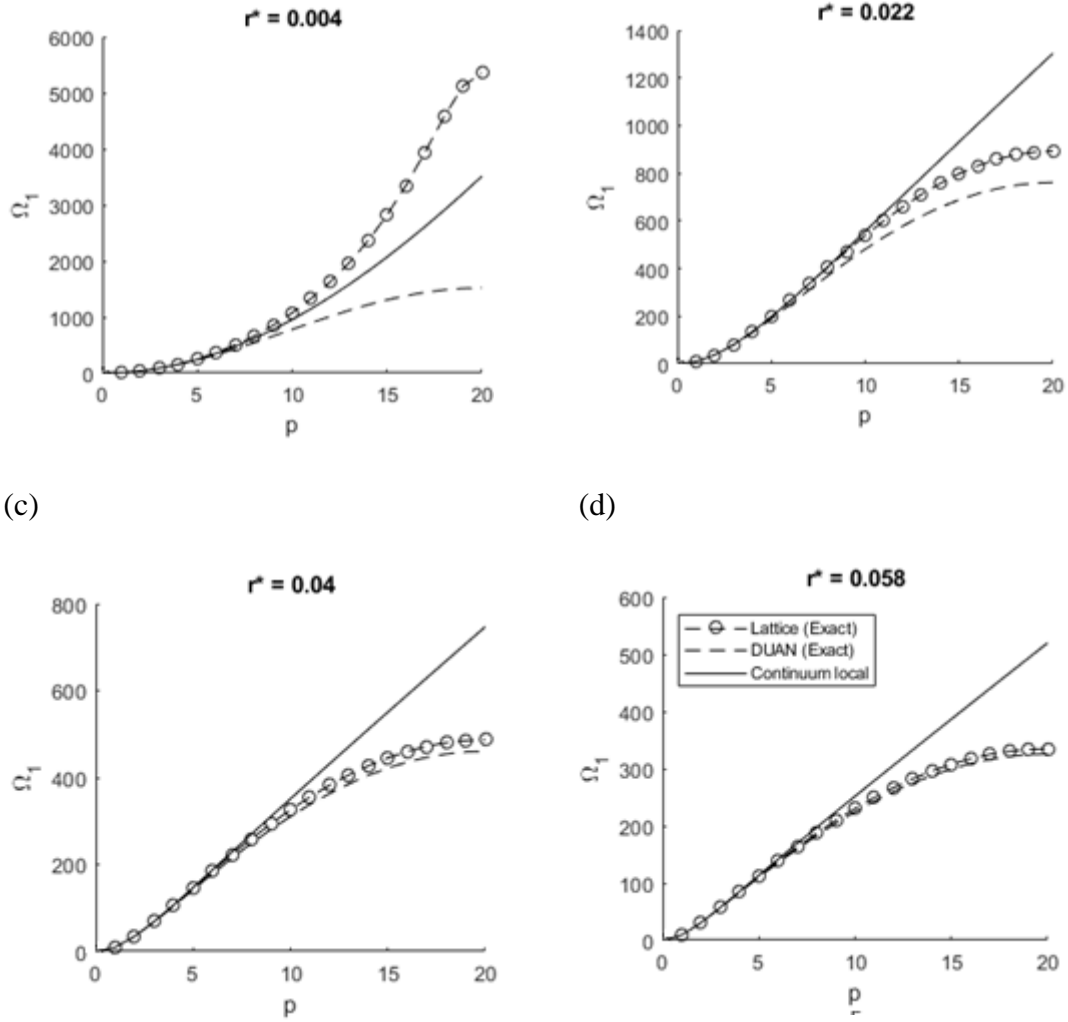 r* = 0.004
6000
5000
4000
3000
2000
1000
0
Ω1
0 5 10 15 20
p
r* = 0.022
1400
1200
1000
800
600
400
200
0
Ω1
0 5 10 15 20
p
(c)
(d)
r* = 0.04
800
600
400
200
0
Ω1
0 5 10 15 20
p
r* = 0.058
600
500
400
300
200
100
0
Ω1
Lattice (Exact)
DUAN (Exact)
Continuum local
0 5 10 15 20
p